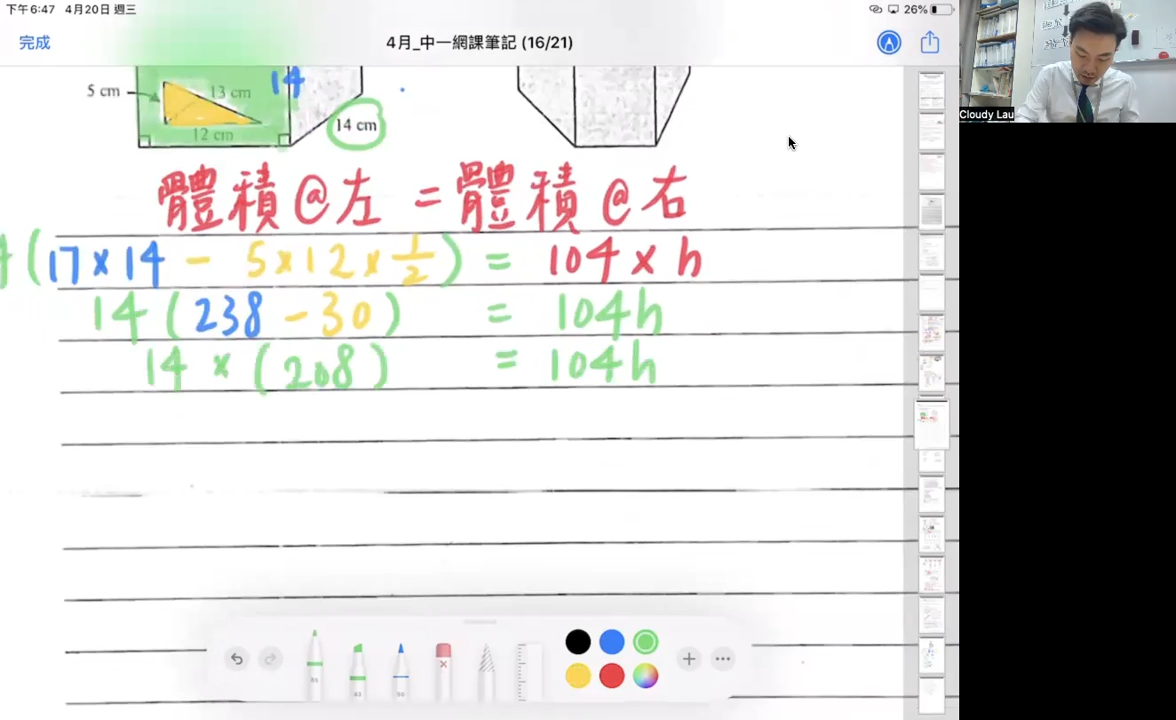 下午6:47 4月20日 週三
26%
完成
4月_中一網課筆記 (16/21)
Cloudy Lau
5 cm
13 cm
14
12 cm
14 cm
體積@左 = 體積@右
(17×14 - 5×12×1/2) = 104×h
14(238-30) = 104h
14×(208) = 104h